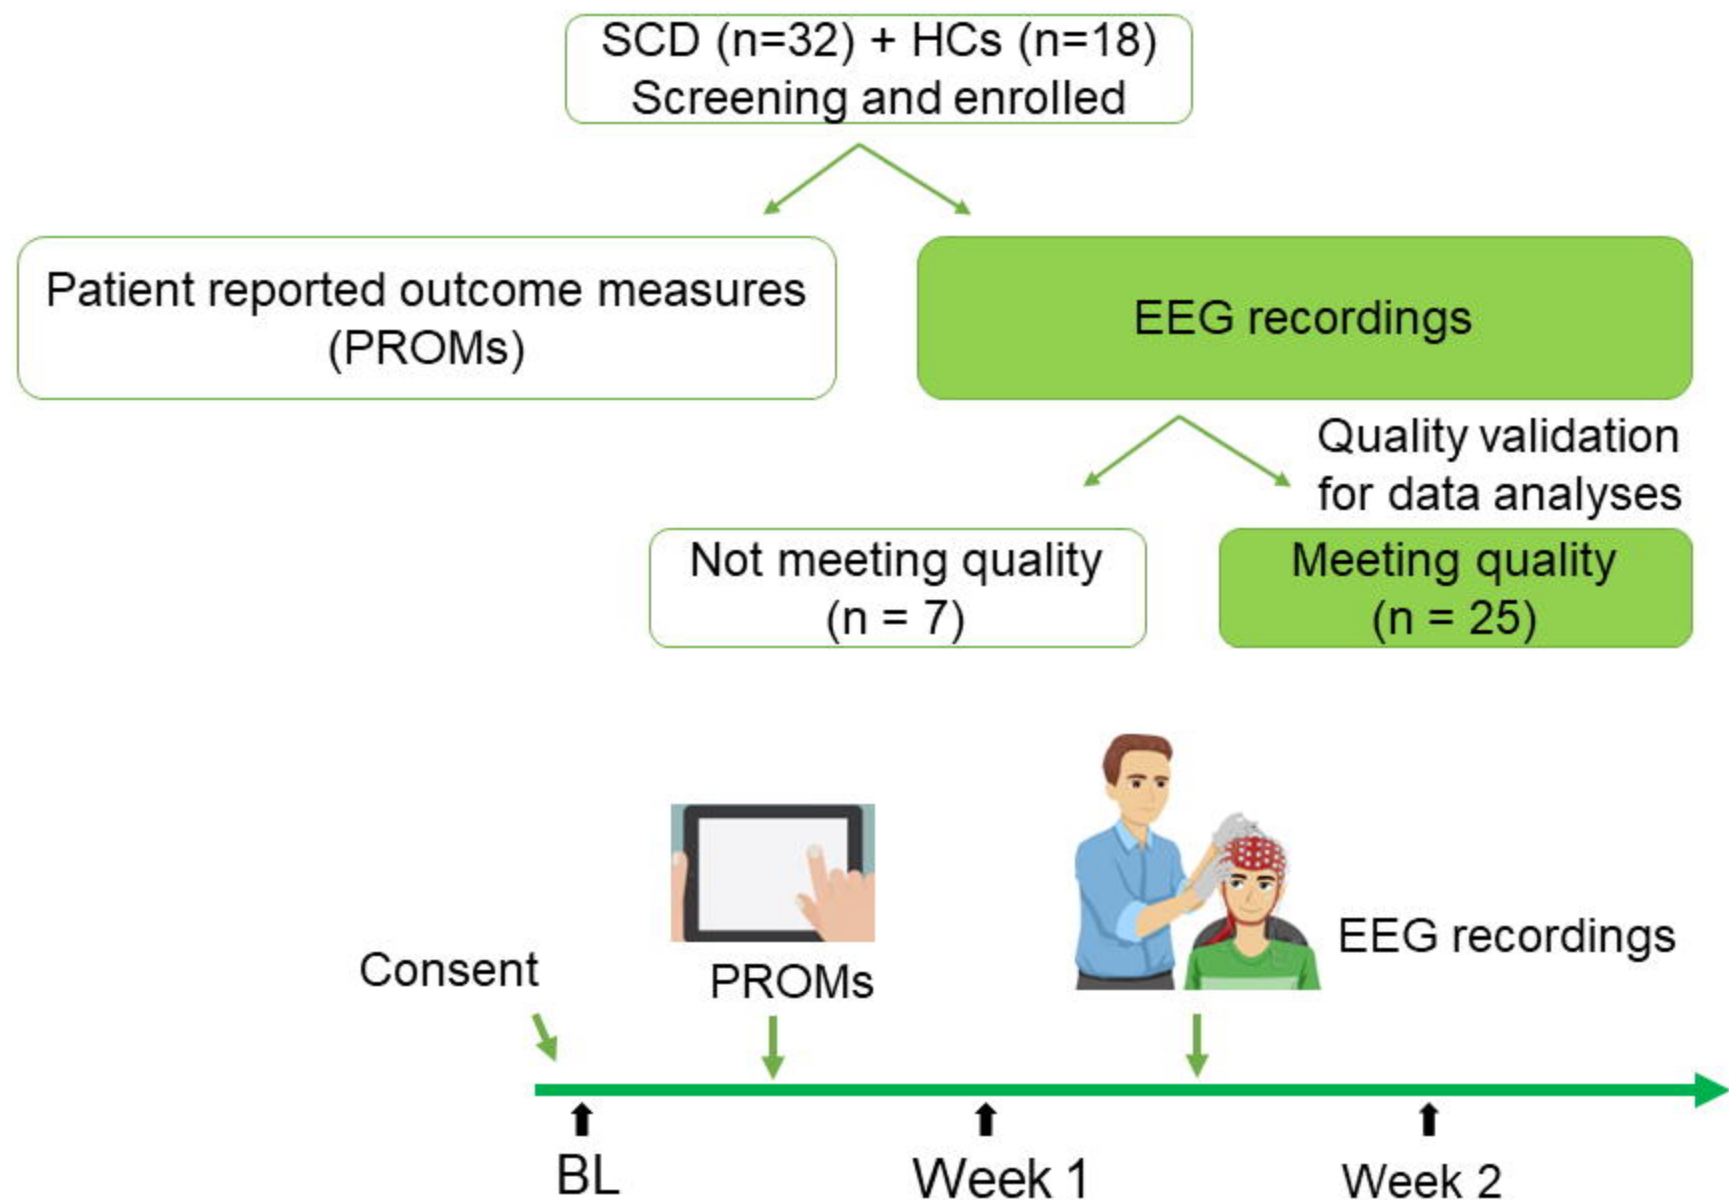 SCD (n=32) + HCs (n=18)
Screening and enrolled
Patient reported outcome measures
(PROMs)
EEG recordings
Quality validation
for data analyses
Not meeting quality
(n = 7)
Meeting quality
(n = 25)
Consent
PROMs
EEG recordings
BL
Week 1
Week 2